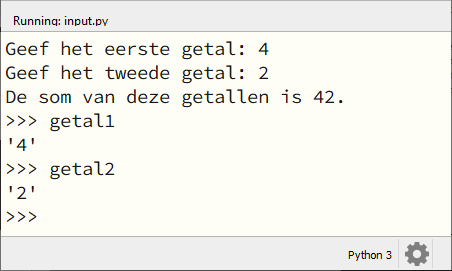 Running: input.py
Geef het eerste getal: 4
Geef het tweede getal: 2
De som van deze getallen is 42.
>>> getal1
'4'
>>> getal2
'2'
>>>
Python 3